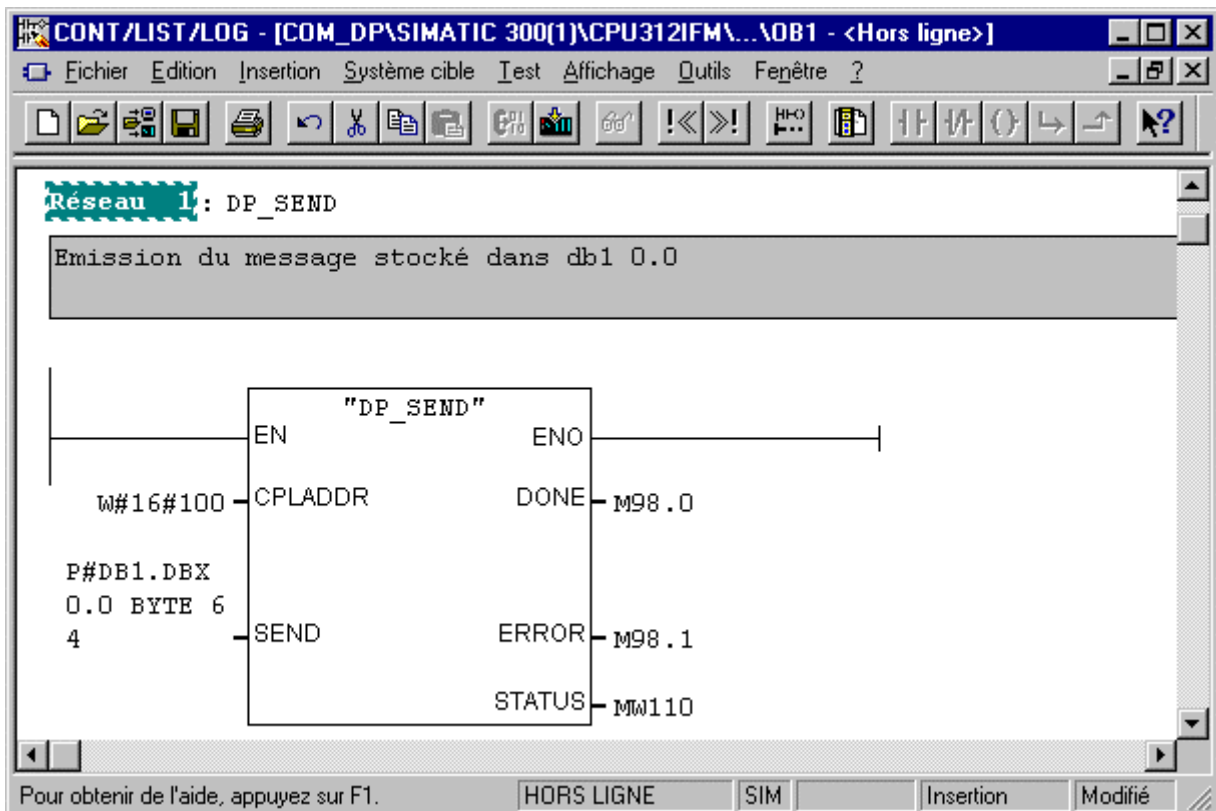 CONT/LIST/LOG - [COM_DP\SIMATIC 300(1)\CPU312IFM\...\OB1 - <Hors ligne>]
Fichier Edition Insertion Système cible Test Affichage Outils Fenêtre ?
Réseau 1 : DP_SEND
Emission du message stocké dans db1 0.0
"DP_SEND"
EN ENO
W#16#100 CPLADDR DONE M98.0
P#DB1.DBX
0.0 BYTE 6
4 SEND ERROR M98.1
STATUS MW110
Pour obtenir de l'aide, appuyez sur F1. HORS LIGNE SIM Insertion Modifié